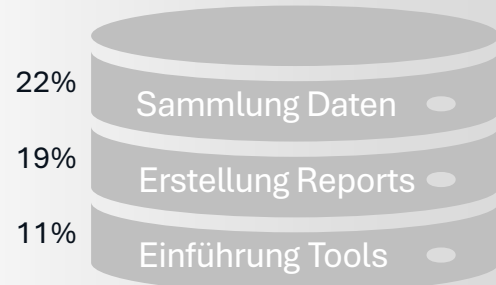 22%
Sammlung Daten
19%
Erstellung Reports
11%
Einführung Tools